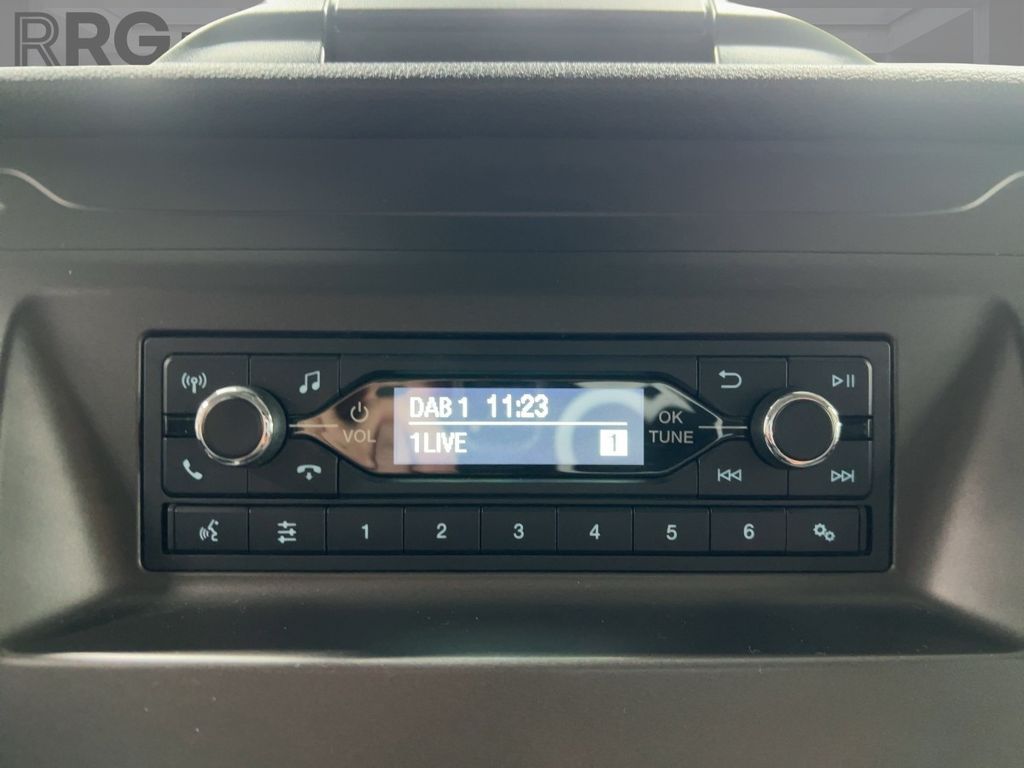 RRG
DAB 1 11:23
1LIVE 1
VOL
OK
TUNE
1 2 3 4 5 6